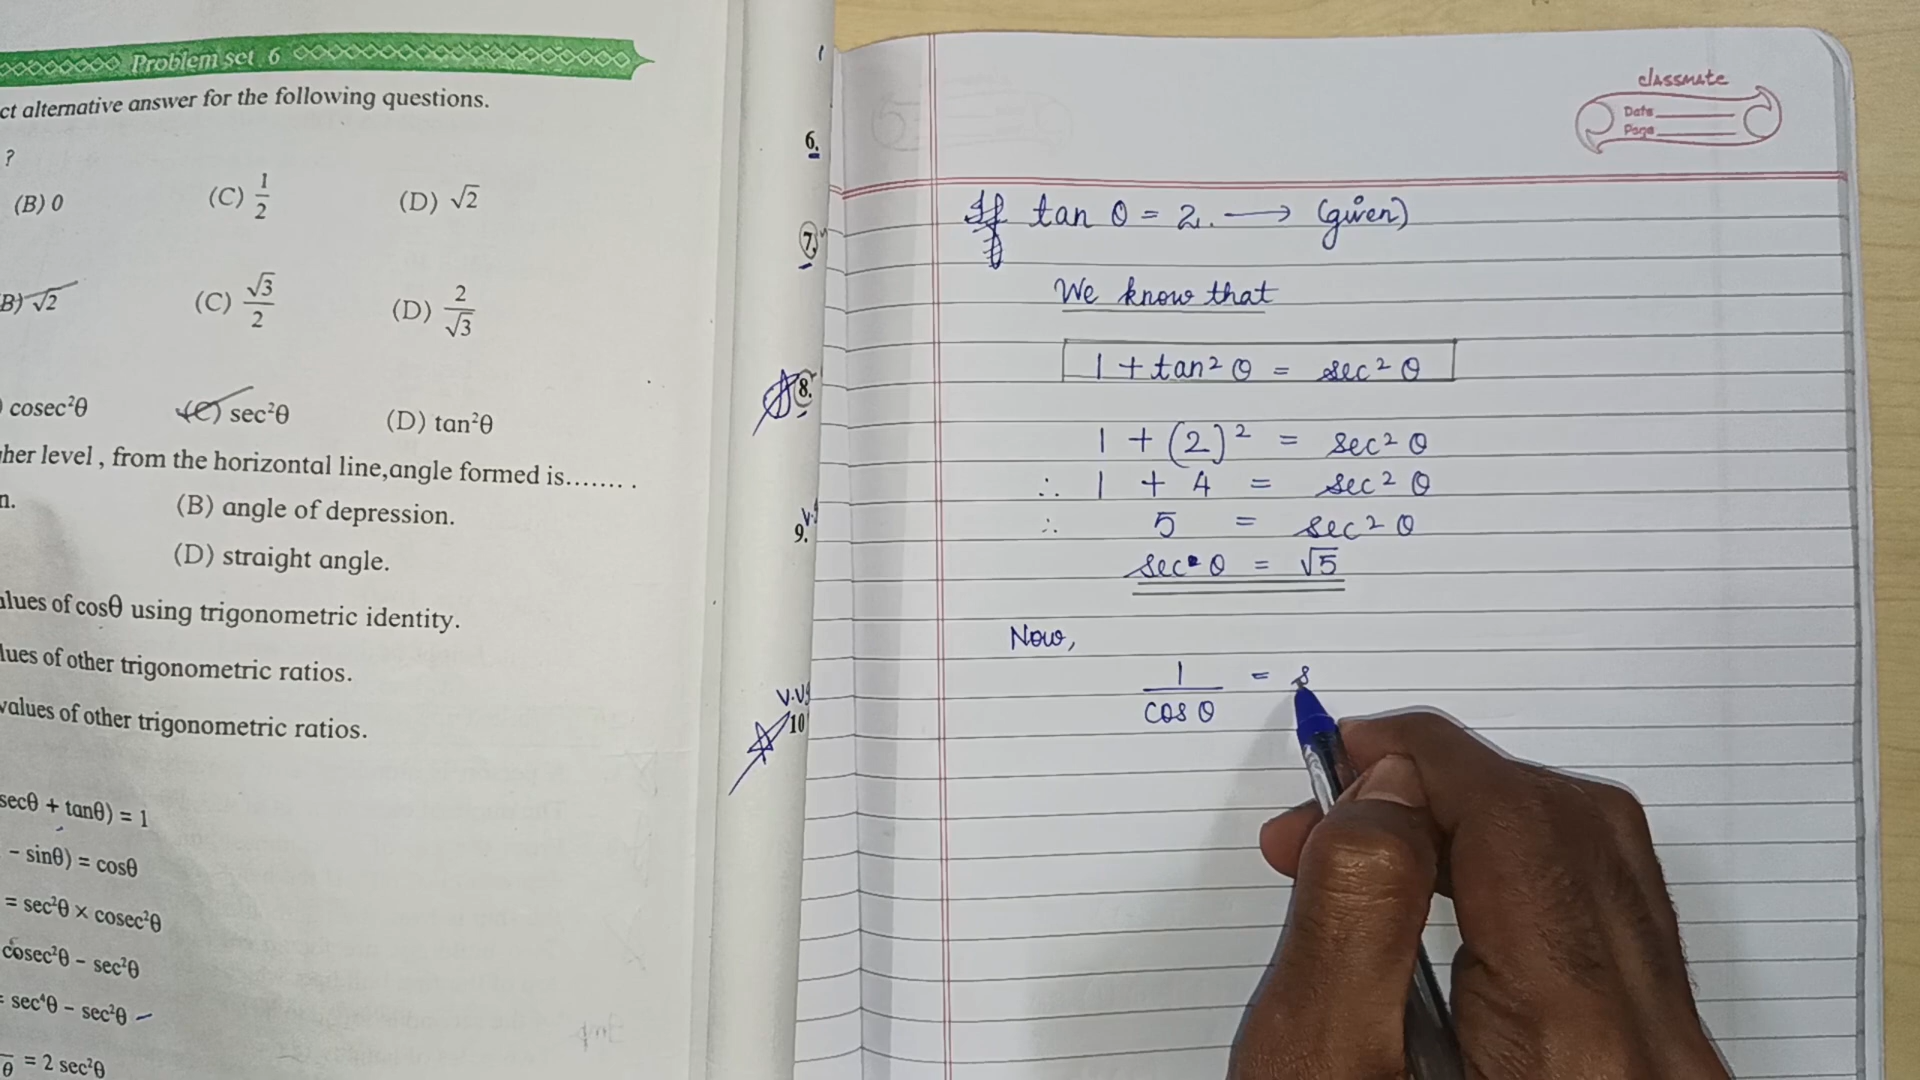 Problem set 6
ct alternative answer for the following questions.
?
(B) 0 (C) 1/2 (D) √2
B) √2 (C) √3/2 (D) 2/√3
) cosec²θ (C) sec²θ (D) tan²θ
her level , from the horizontal line,angle formed is....... .
n. (B) angle of depression.
(D) straight angle.
alues of cosθ using trigonometric identity.
lues of other trigonometric ratios.
values of other trigonometric ratios.
secθ + tanθ) = 1
- sinθ) = cosθ
= sec²θ × cosec²θ
cosec²θ - sec²θ
= sec⁴θ - sec²θ
θ = 2 sec²θ
6.
7.
8.
9.
V.V
10
classmate
Date
Page
If tan θ = 2. → (given)
We know that
1 + tan² θ = sec² θ
1 + (2)² = sec² θ
∴ 1 + 4 = sec² θ
∴ 5 = sec² θ
sec θ = √5
Now,
1/cos θ = s